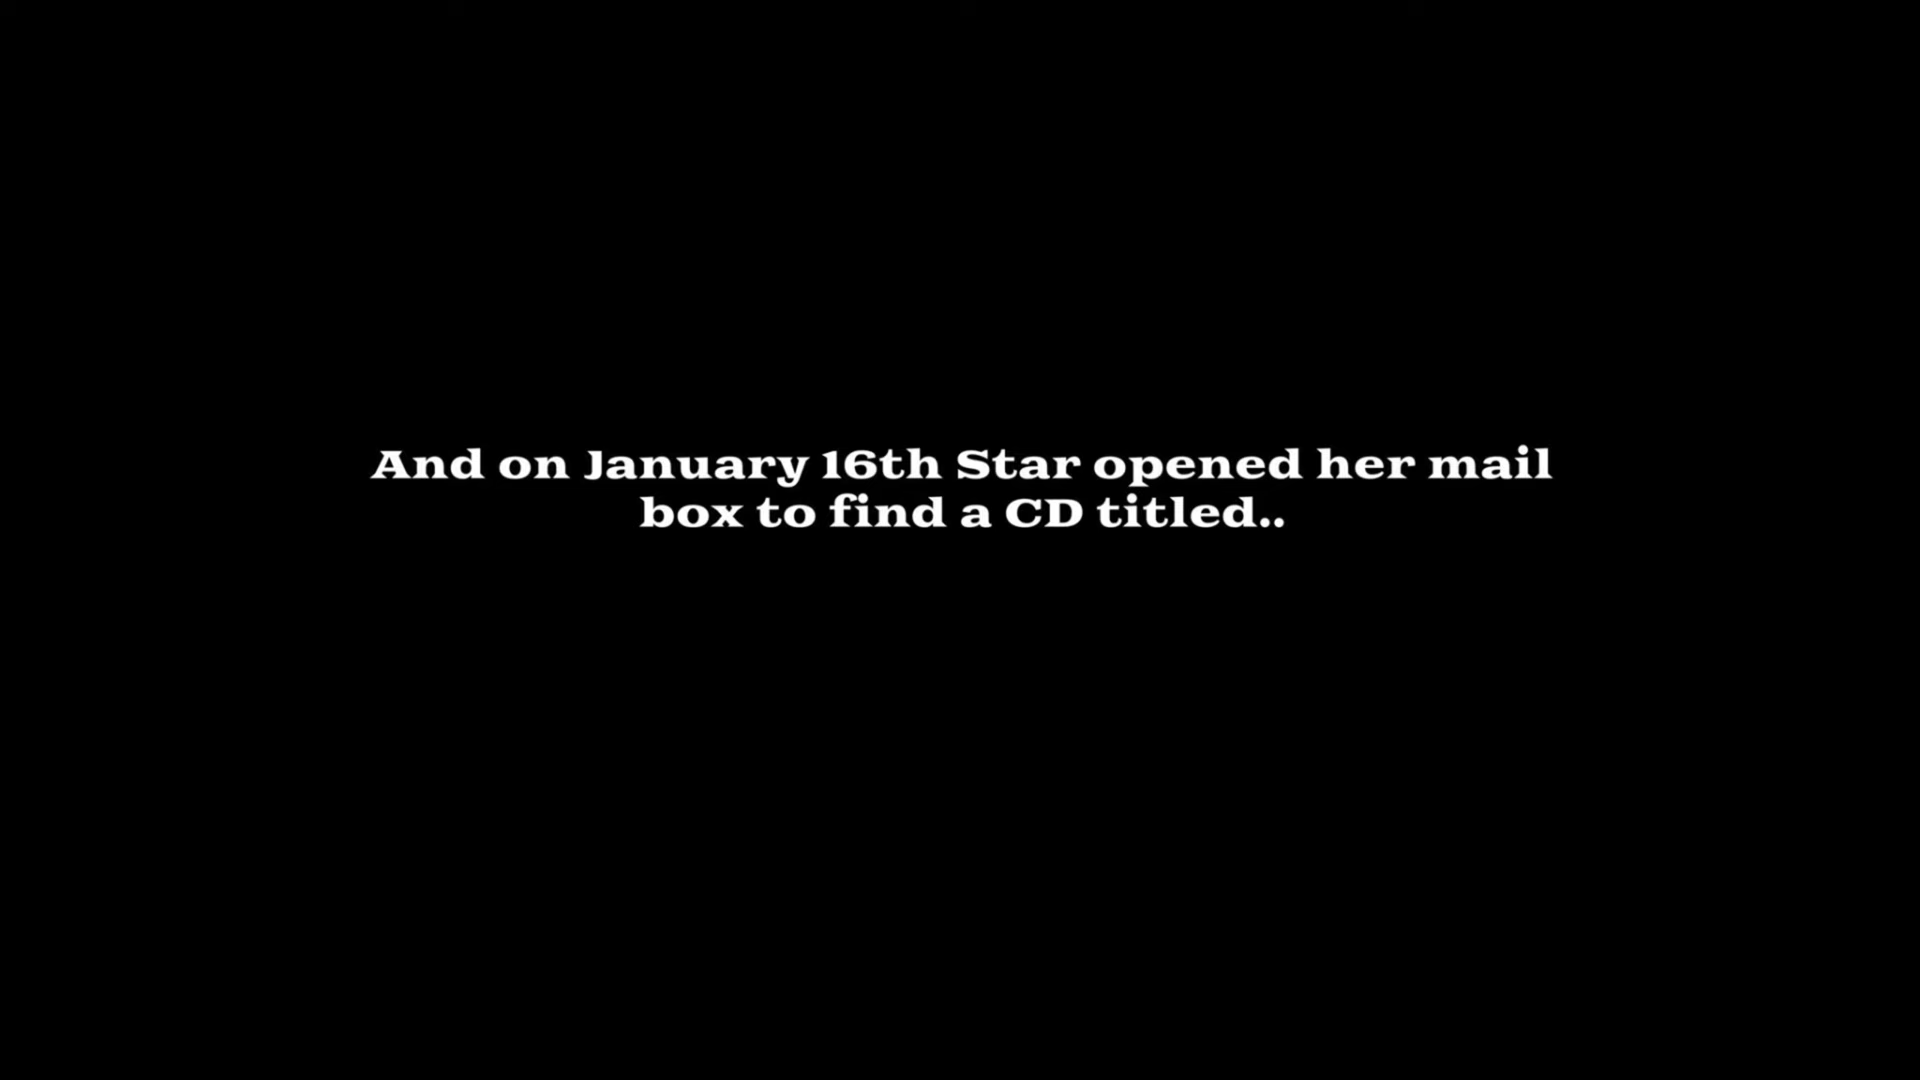 And on January 16th Star opened her mail
box to find a CD titled..